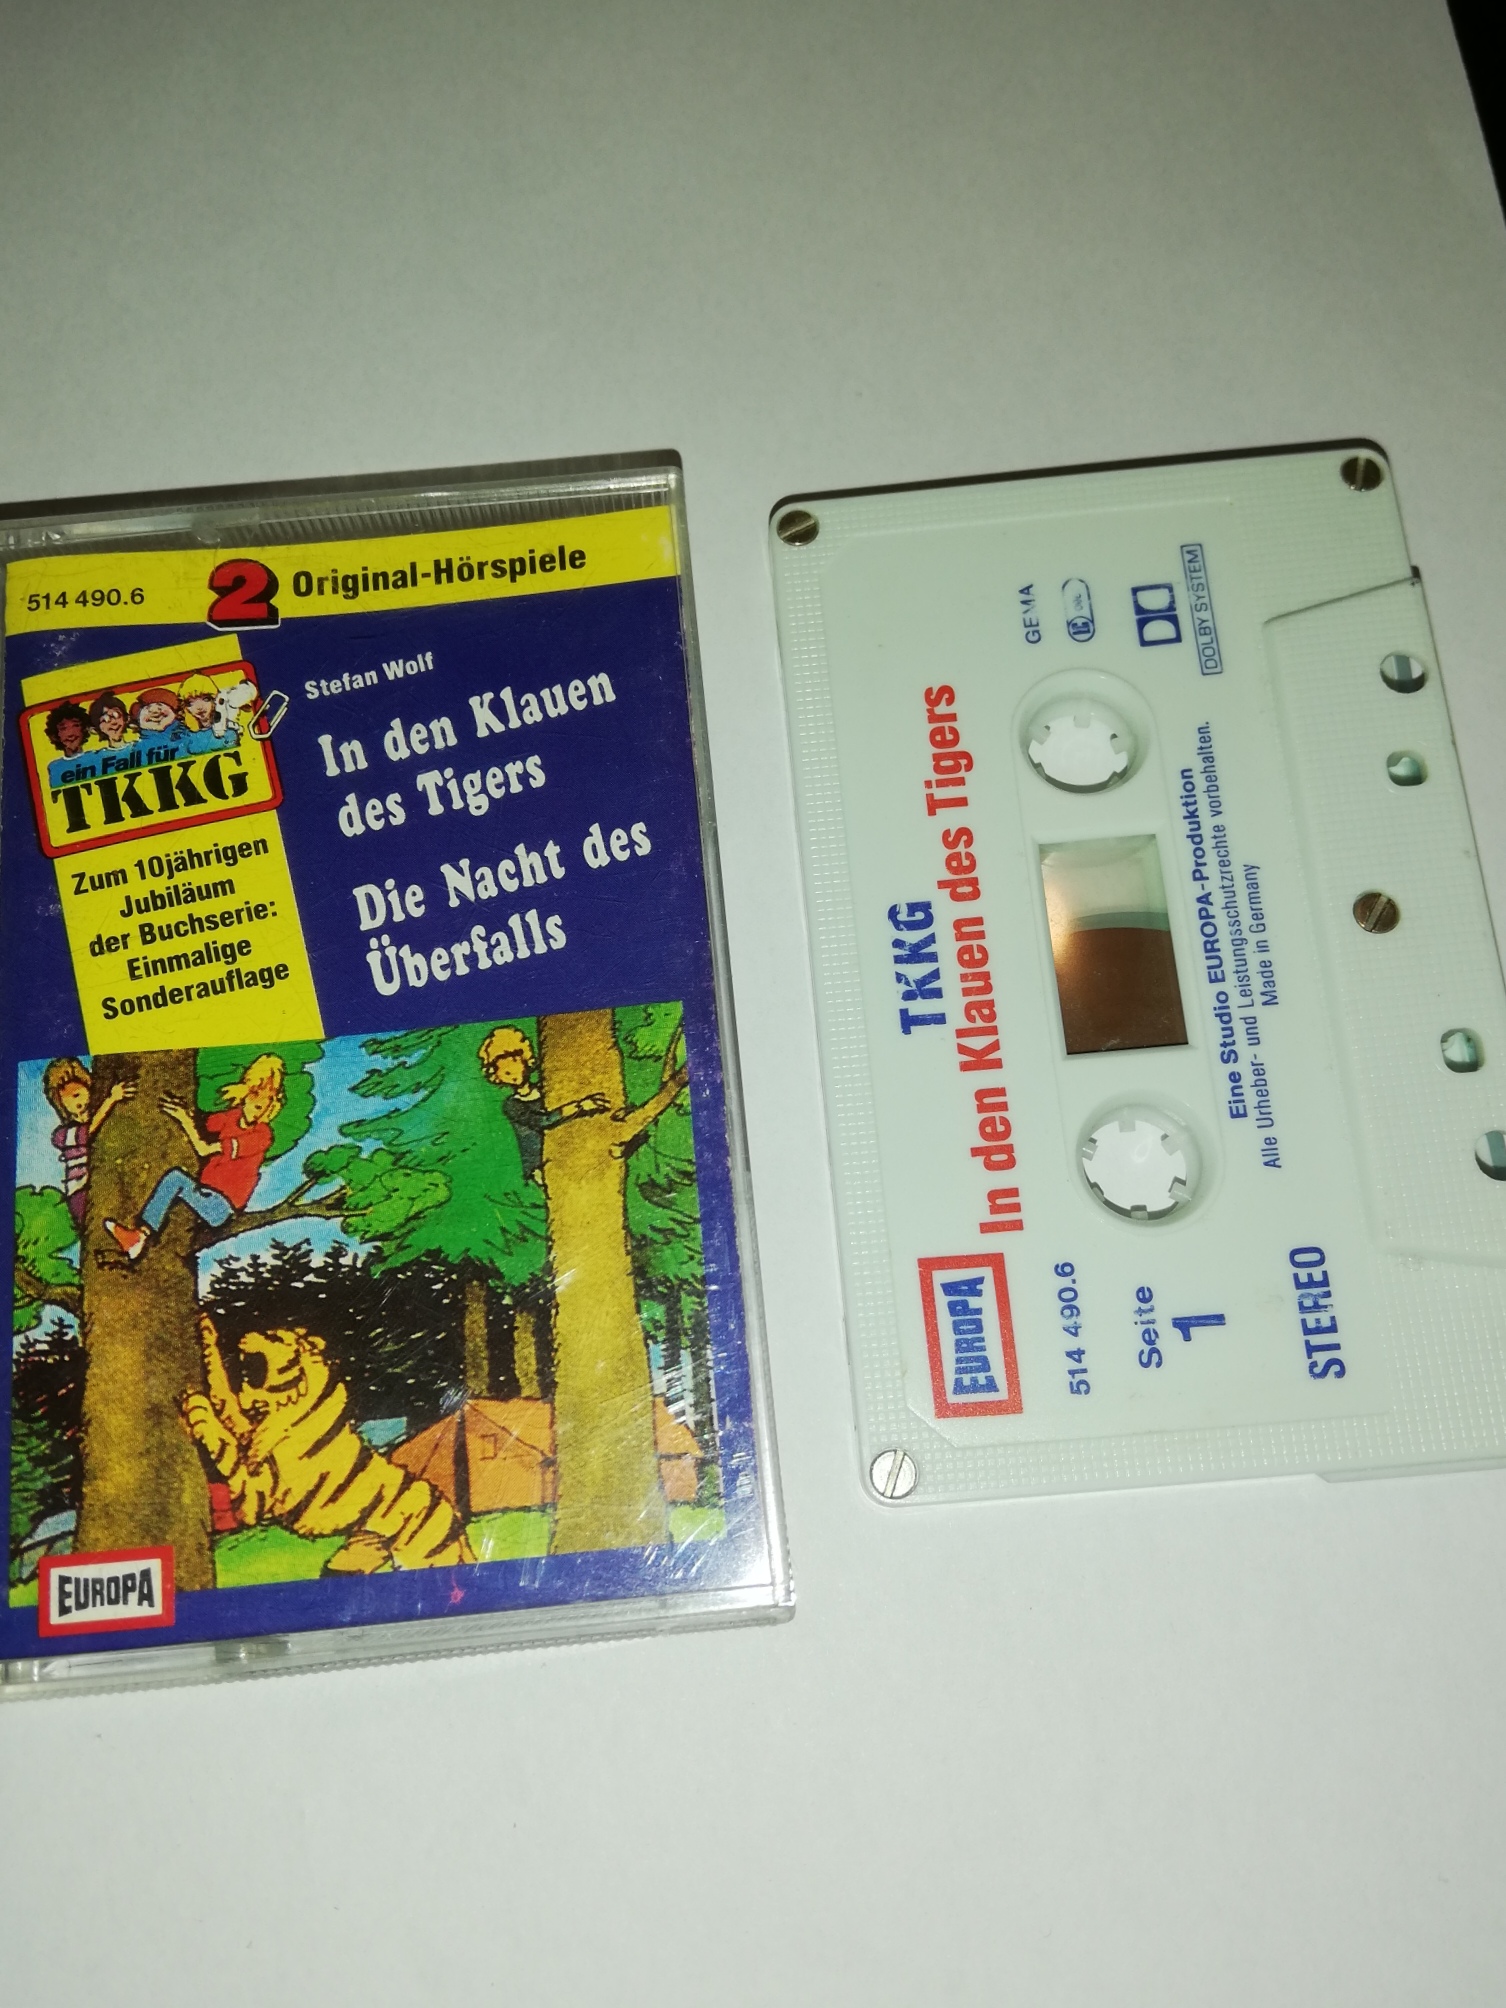 514 490.6
2 Original-Hörspiele
Stefan Wolf
In den Klauen
des Tigers
Die Nacht des
Überfalls
ein Fall für
TKKG
Zum 10jährigen
Jubiläum
der Buchserie:
Einmalige
Sonderauflage
EUROPA
TKKG
In den Klauen des Tigers
EUROPA
514 490.6
Seite
1
STEREO
GEMA
LC
DOLBY SYSTEM
Eine Studio EUROPA-Produktion
Alle Urheber- und Leistungsschutzrechte vorbehalten.
Made in Germany